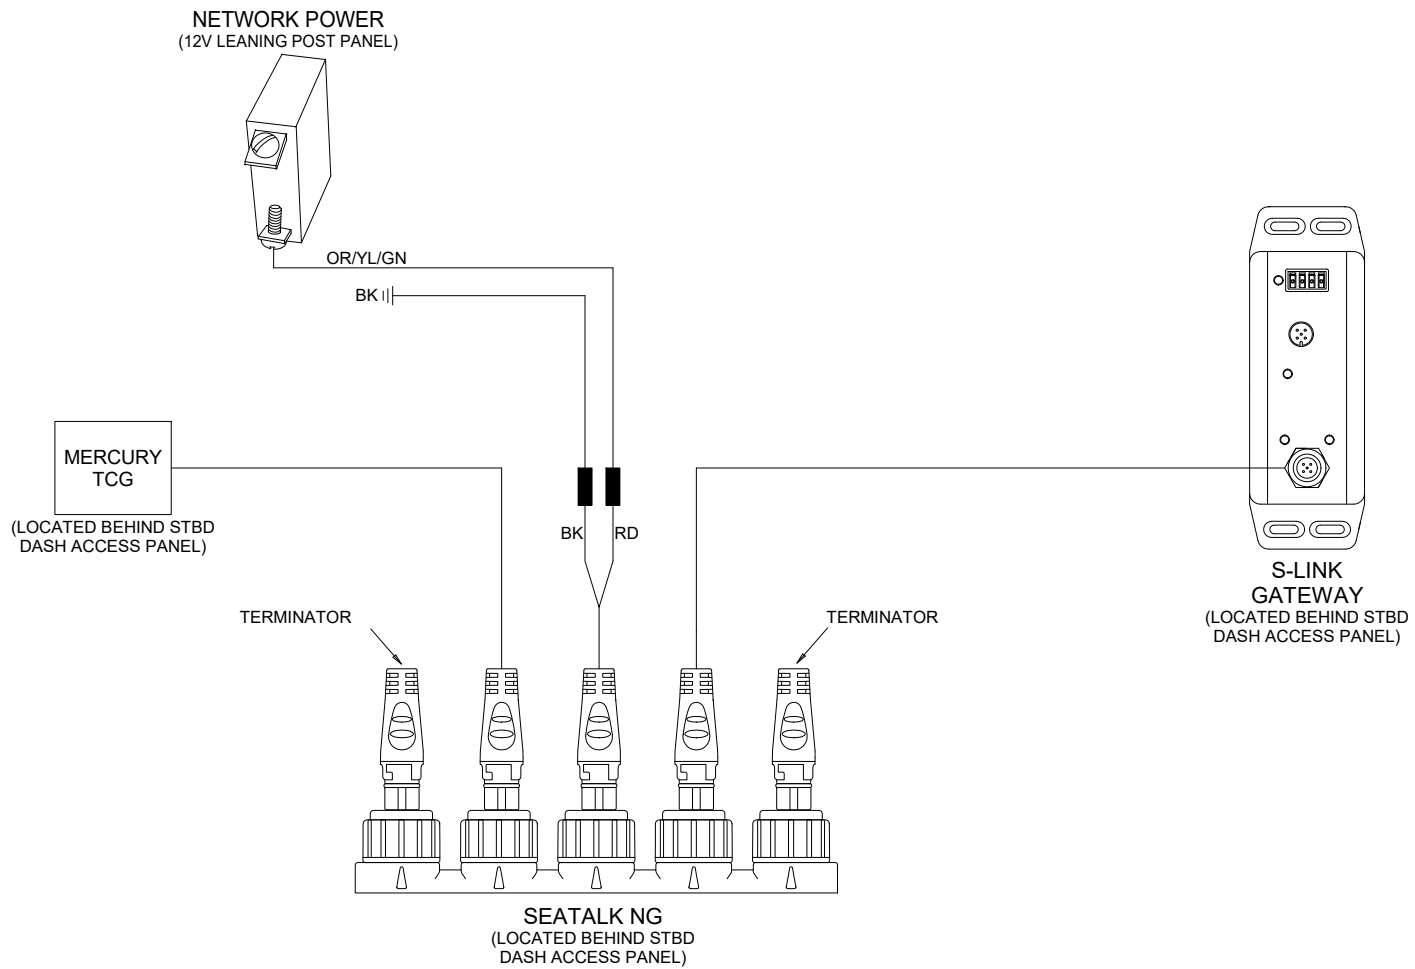 NETWORK POWER
(12V LEANING POST PANEL)
OR/YL/GN
BK
MERCURY
TCG
(LOCATED BEHIND STBD
DASH ACCESS PANEL)
BK
RD
S-LINK
GATEWAY
(LOCATED BEHIND STBD
DASH ACCESS PANEL)
TERMINATOR
TERMINATOR
SEATALK NG
(LOCATED BEHIND STBD
DASH ACCESS PANEL)